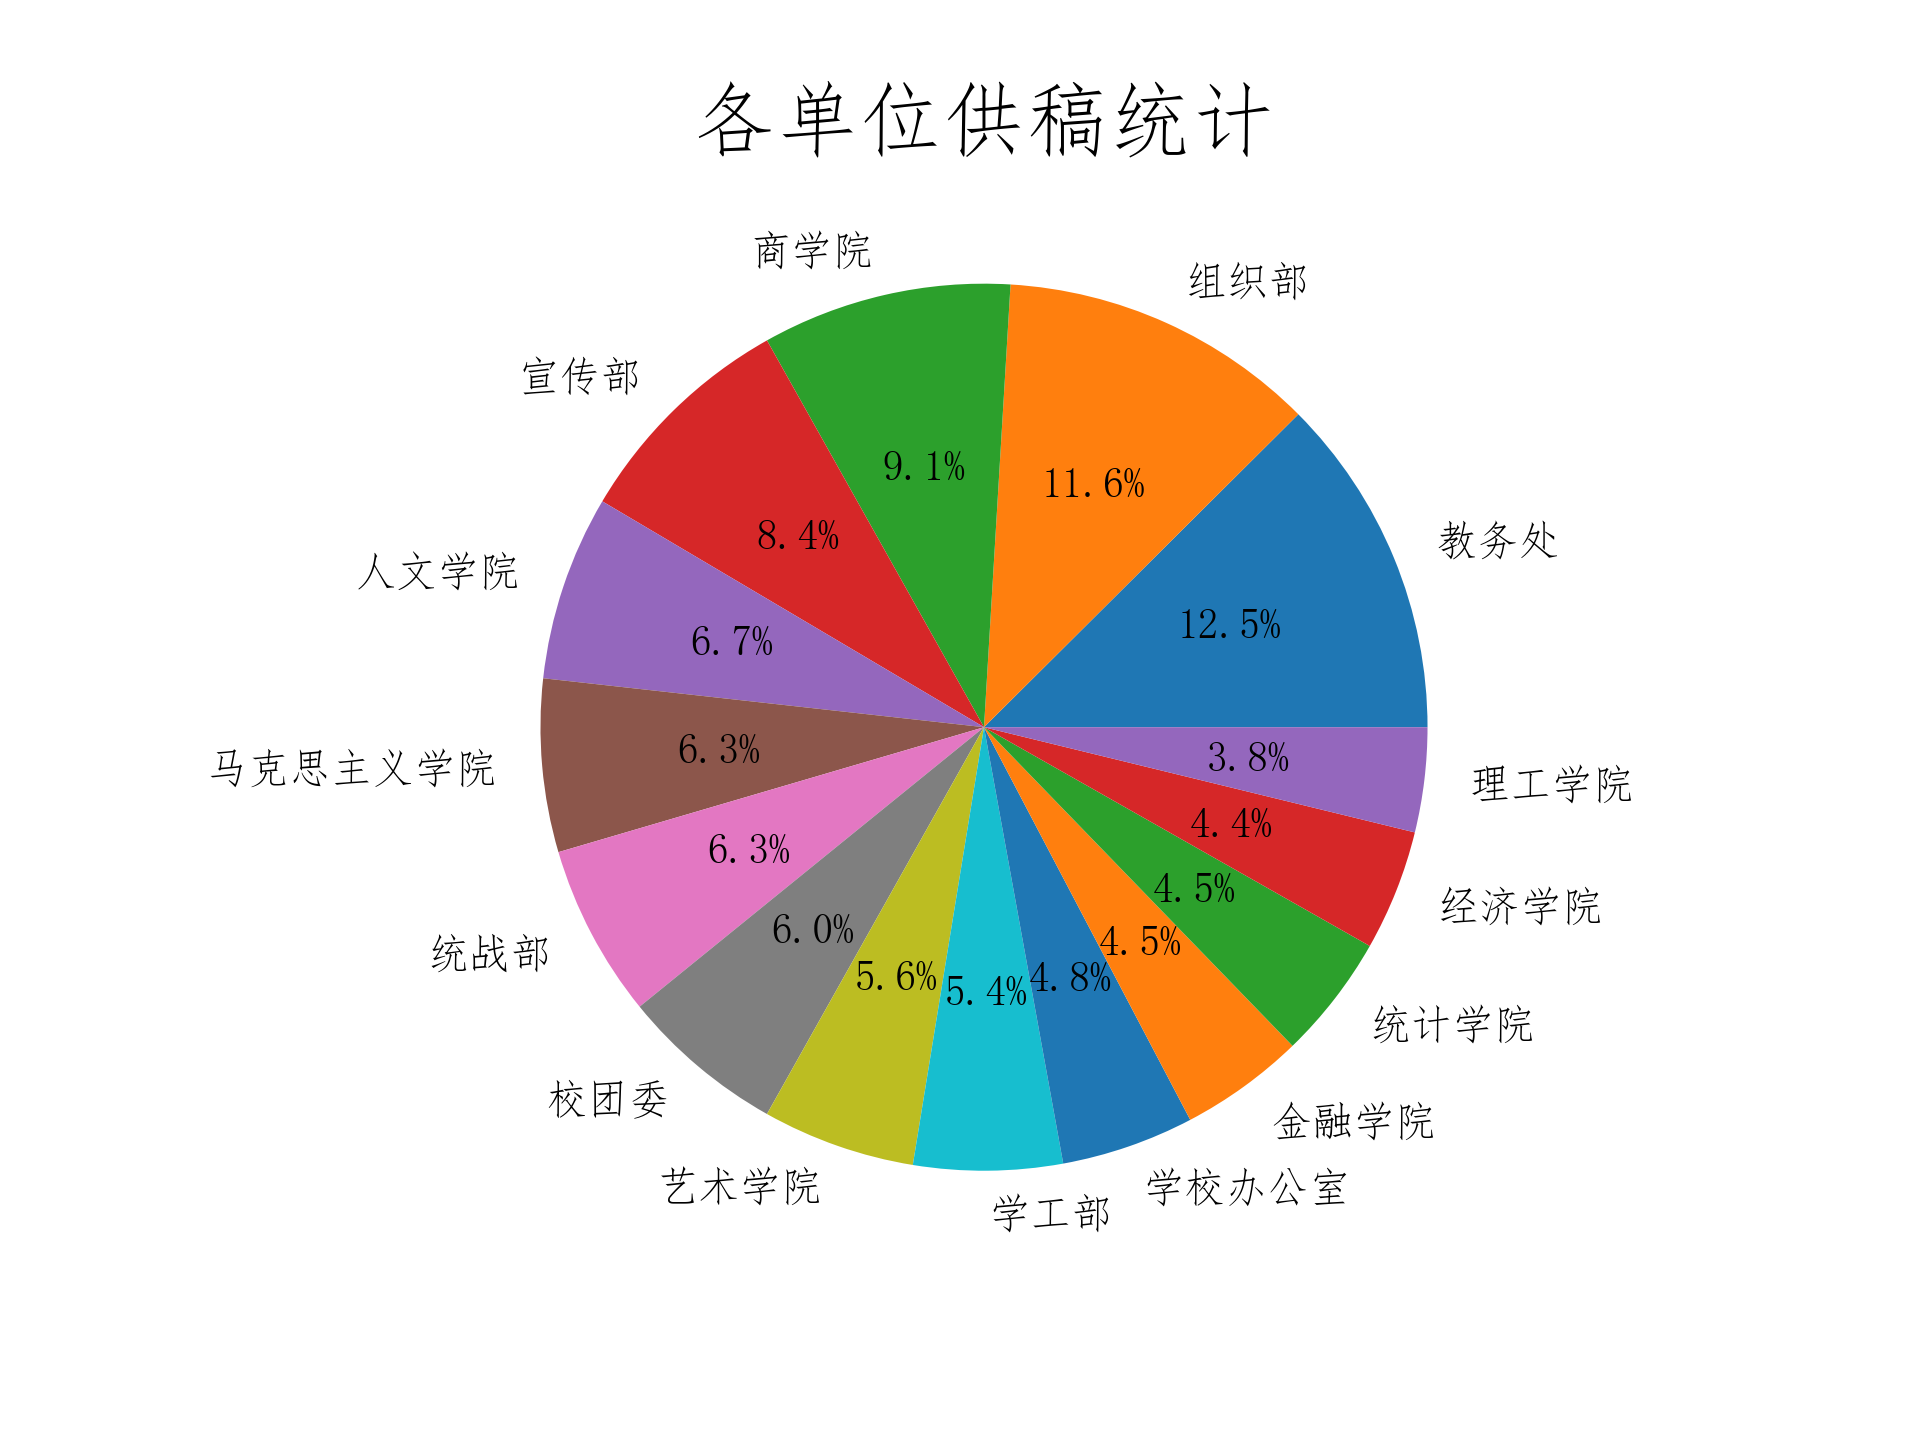 各单位供稿统计
商学院
组织部
宣传部
教务处
人文学院
马克思主义学院
统战部
校团委
艺术学院
学工部
学校办公室
金融学院
统计学院
经济学院
理工学院
9.1%
11.6%
8.4%
12.5%
6.7%
6.3%
6.3%
6.0%
5.6%
5.4%
4.8%
4.5%
4.5%
4.4%
3.8%